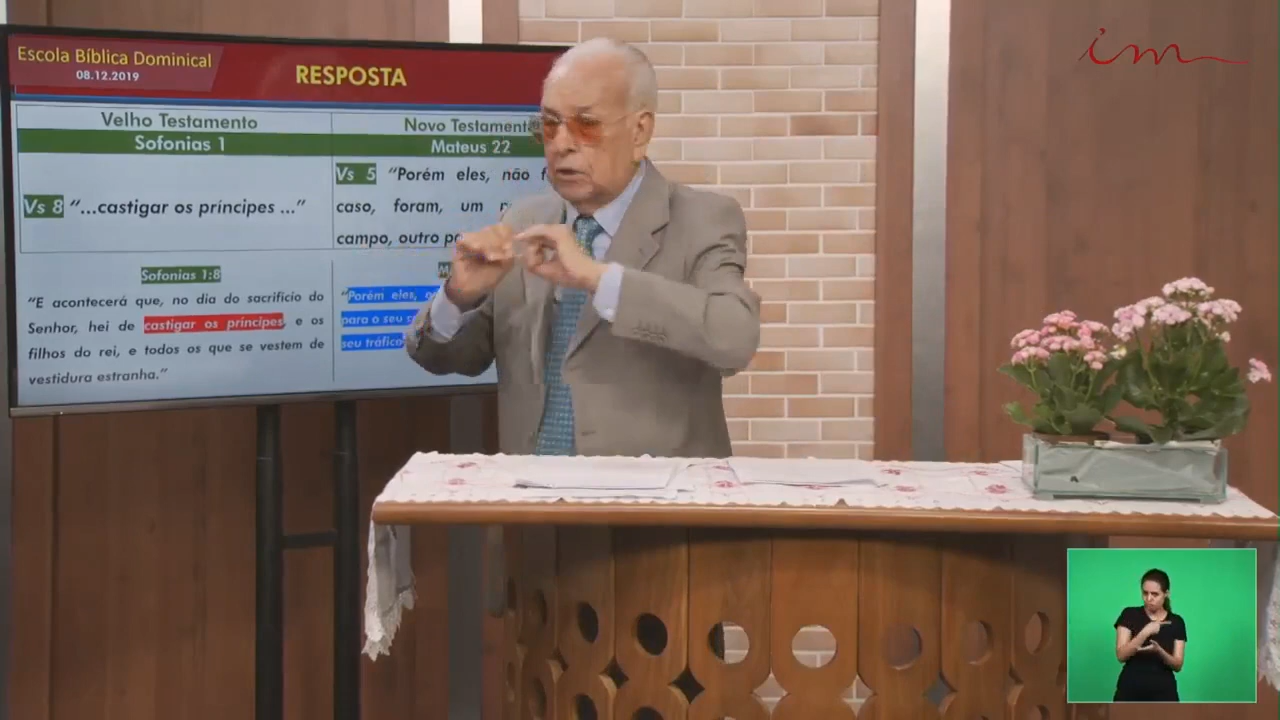 Escola Bíblica Dominical
08.12.2019
RESPOSTA
im
Velho Testamento
Novo Testamento
Sofonias 1
Mateus 22
Vs 8 "...castigar os príncipes ..."
Vs 5 "Porém eles, não
caso, foram, um
campo, outro
Sofonias 1:8
"E acontecerá que, no dia do sacrifício do
Senhor, hei de castigar os príncipes, e os
filhos do rei, e todos os que se vestem de
vestidura estranha."
"Porém eles,
para o seu
seu tráfico